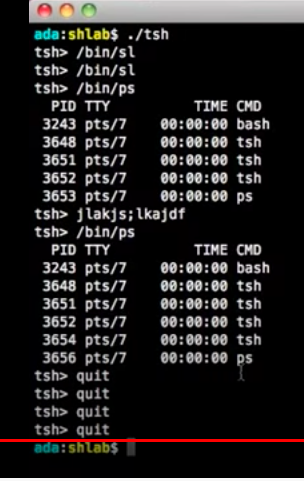 ada:shlab$ ./tsh
tsh> /bin/sl
tsh> /bin/sl
tsh> /bin/ps
PID TTY TIME CMD
3243 pts/7 00:00:00 bash
3648 pts/7 00:00:00 tsh
3651 pts/7 00:00:00 tsh
3652 pts/7 00:00:00 tsh
3653 pts/7 00:00:00 ps
tsh> jlakjs;lkajdf
tsh> /bin/ps
PID TTY TIME CMD
3243 pts/7 00:00:00 bash
3648 pts/7 00:00:00 tsh
3651 pts/7 00:00:00 tsh
3652 pts/7 00:00:00 tsh
3654 pts/7 00:00:00 tsh
3656 pts/7 00:00:00 ps
tsh> quit
tsh> quit
tsh> quit
tsh> quit
ada:shlab$